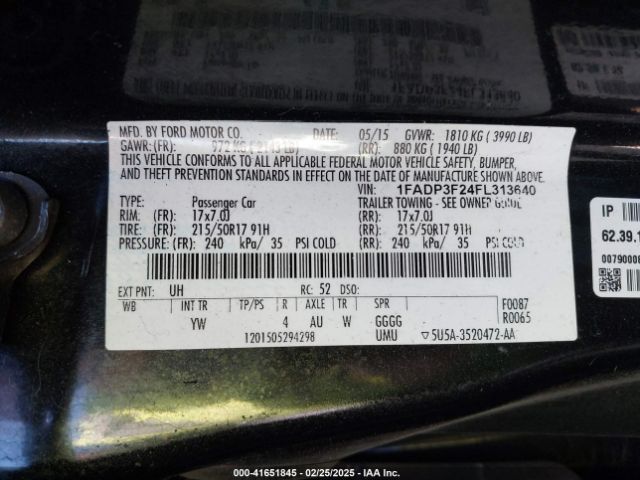 MFD. BY FORD MOTOR CO. DATE: 05/15 GVWR: 1810 KG ( 3990 LB)
GAWR: (FR): 972 KG LB) (RR): 880 KG ( 1940 LB)
THIS VEHICLE CONFORMS TO ALL APPLICABLE FEDERAL MOTOR VEHICLE SAFETY, BUMPER,
AND THEFT PREVENTION STANDARDS IN EFFECT ON THE DATE OF MANUFACTURE SHOWN ABOVE.
VIN: 1FADP3F24FL313640
TYPE: Passenger Car TRAILER TOWING - SEE OWNER GUIDE
RIM: (FR): 17x7.0J (RR): 17x7.0J
TIRE: (FR): 215/50R17 91H (RR): 215/50R17 91H
PRESSURE: (FR): 240 kPa/ 35 PSI COLD (RR): 240 kPa/ 35 PSI COLD
EXT PNT: UH RC: 52 DSO:
WB INT TR TP/PS R AXLE TR SPR F0087
YW 4 AU W GGGG R0065
1201505294298 UMU ▽5U5A-3520472-AA
IP
62.39.1
0079000
000-41651845 - 02/25/2025 - IAA Inc.